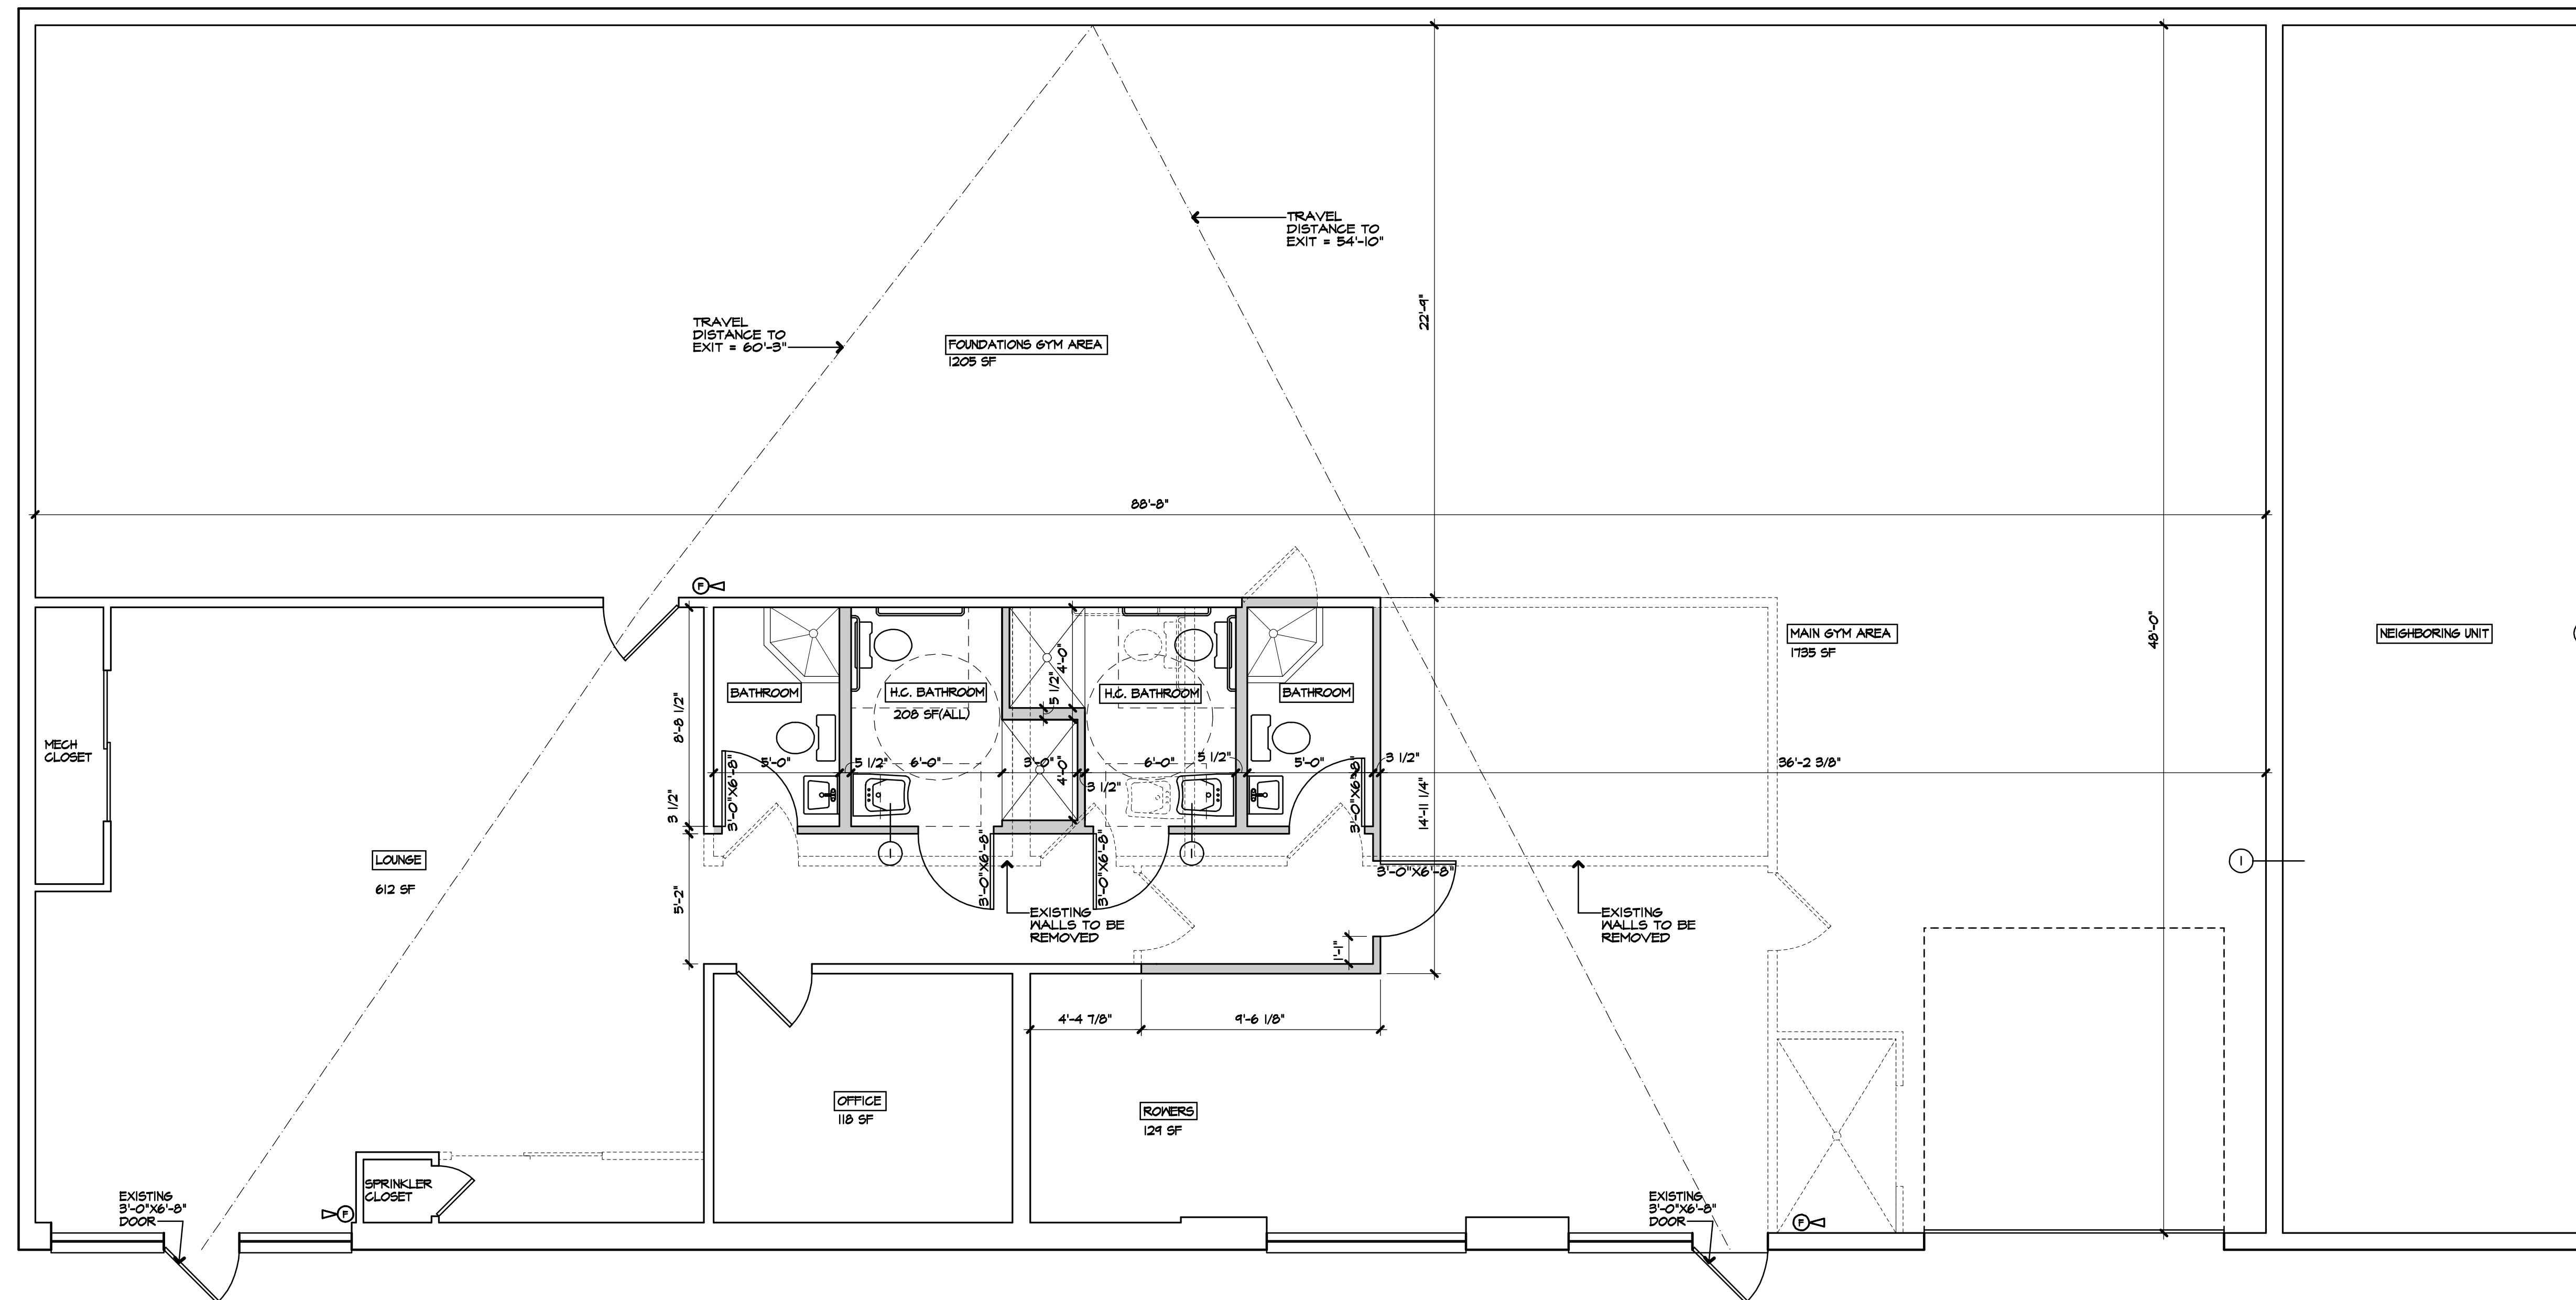 TRAVEL
DISTANCE TO
EXIT = 54'-10"
22'-9"
TRAVEL
DISTANCE TO
EXIT = 60'-3"
FOUNDATIONS GYM AREA
1205 SF
88'-8"
F
48'-0"
MAIN GYM AREA
1735 SF
NEIGHBORING UNIT
4'-0"
5 1/2"
BATHROOM
H.C. BATHROOM
208 SF(ALL)
H.C. BATHROOM
BATHROOM
8'-8 1/2"
MECH
CLOSET
5'-0"
5 1/2"
6'-0"
3'-0"
4'-0"
3 1/2"
6'-0"
5 1/2"
5'-0"
3 1/2"
36'-2 3/8"
3 1/2"
3'-0"X6'-8"
3'-0"X6'-8"
14'-11 1/4"
1
1
1
LOUNGE
612 SF
5'-2"
3'-0"X6'-8"
3'-0"X6'-8"
3'-0"X6'-8"
EXISTING
WALLS TO BE
REMOVED
EXISTING
WALLS TO BE
REMOVED
1'-1"
4'-4 7/8"
9'-6 1/8"
OFFICE
118 SF
ROWERS
129 SF
SPRINKLER
CLOSET
EXISTING
3'-0"X6'-8"
DOOR
F
EXISTING
3'-0"X6'-8"
DOOR
F